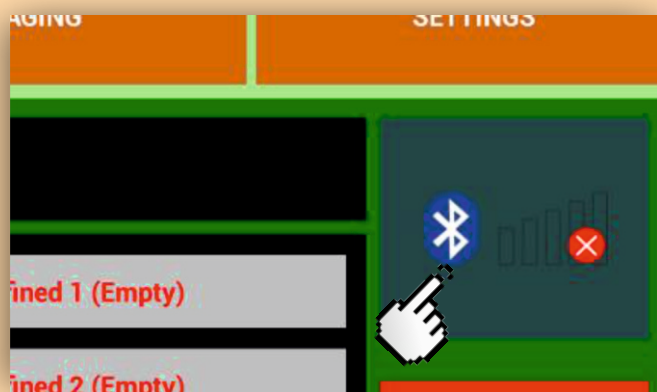 AGING
SETTINGS
fined 1 (Empty)
fined 2 (Empty)